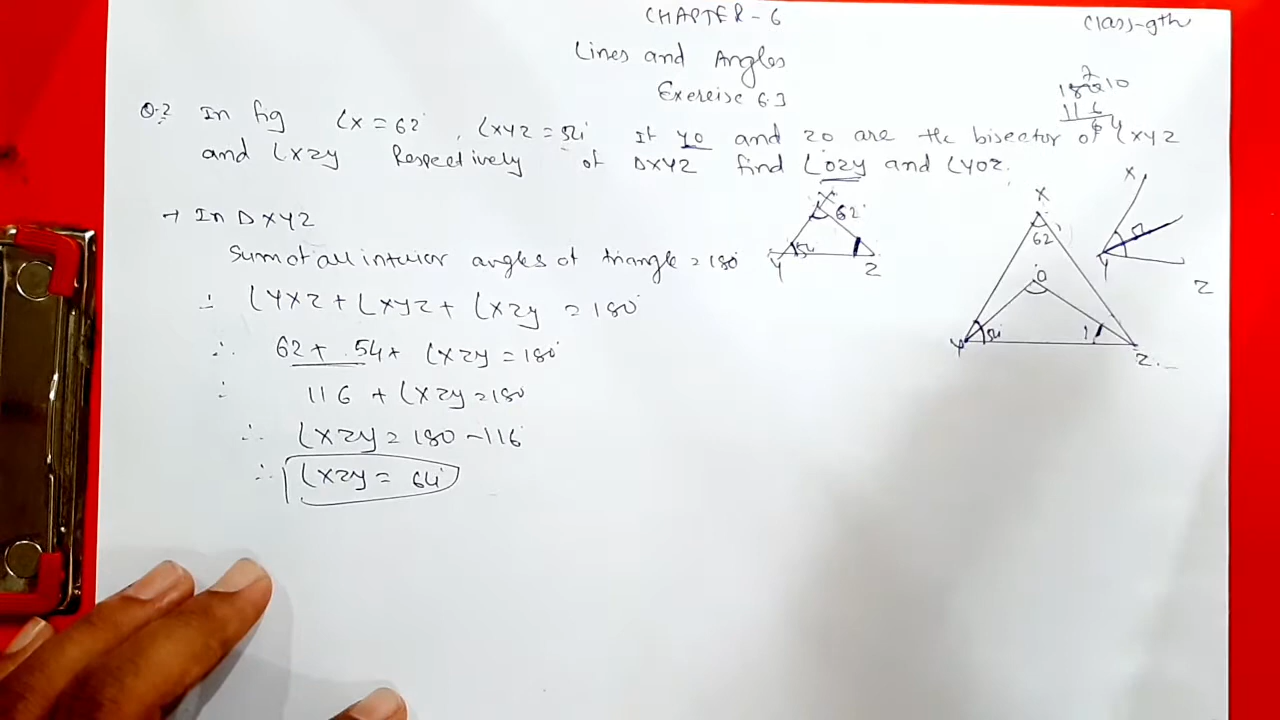 CHAPTER - 6
Class-9th
Lines and Angles
Exercise 6.3
Q.2 In fig ∠X = 62°, ∠XYZ = 54° If YO and ZO are the bisector of ∠XYZ
and ∠XZY Respectively of ΔXYZ find ∠OZY and ∠YOZ.
→ In ΔXYZ
Sum of all interior angles of triangle = 180°
∴ ∠YXZ + ∠XYZ + ∠XZY = 180°
∴ 62 + 54 + ∠XZY = 180°
∴ 116 + ∠XZY = 180
∴ ∠XZY = 180 - 116
∴ ∠XZY = 64°
116
64
X
62°
54
Y
Z
X
62
O
54
Y
Z
X
Y
Z